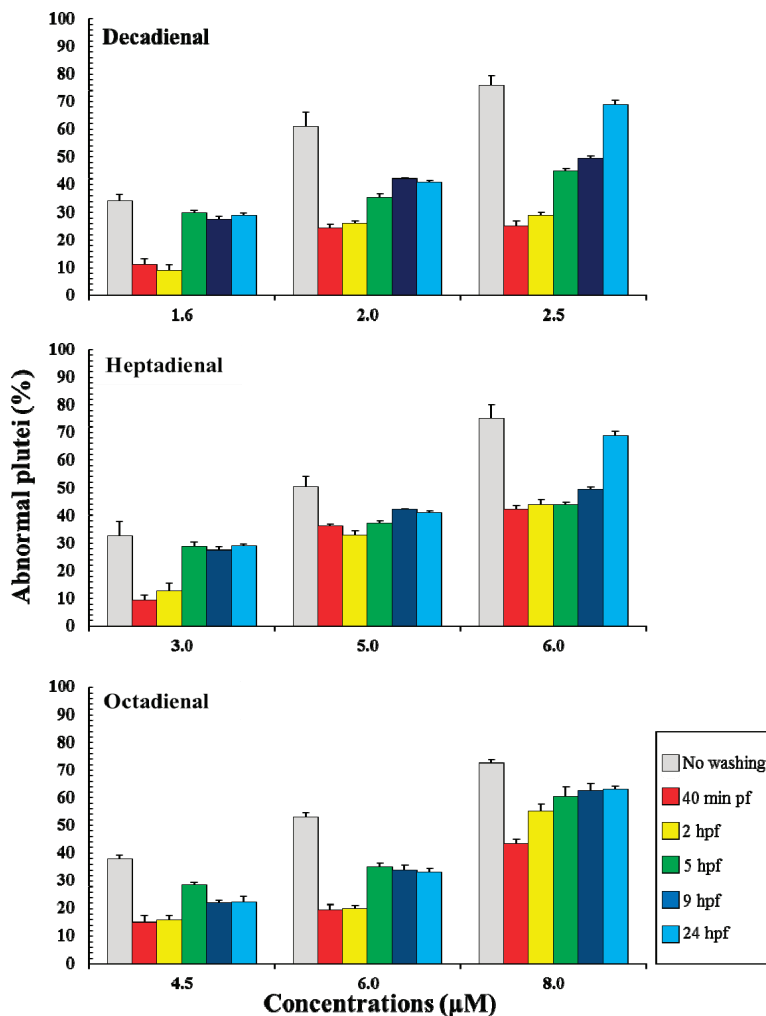 Decadienal
100
90
80
70
60
50
40
30
20
10
0
1.6 2.0 2.5
Heptadienal
100
90
80
70
60
50
40
30
20
10
0
3.0 5.0 6.0
Octadienal
100
90
80
70
60
50
40
30
20
10
0
4.5 6.0 8.0
Abnormal plutei (%)
Concentrations (µM)
No washing
40 min pf
2 hpf
5 hpf
9 hpf
24 hpf